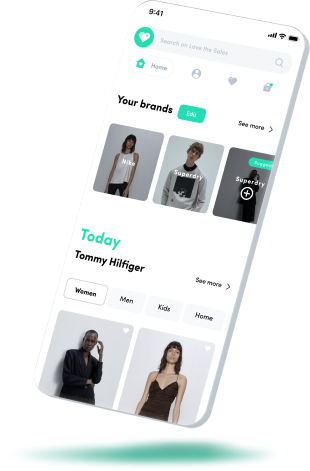 9:41
Search on Love the Sales
Home
Your brands
Edit
See more
Nike
Superdry
Superdry
Today
Tommy Hilfiger
See more
Women
Men
Kids
Home